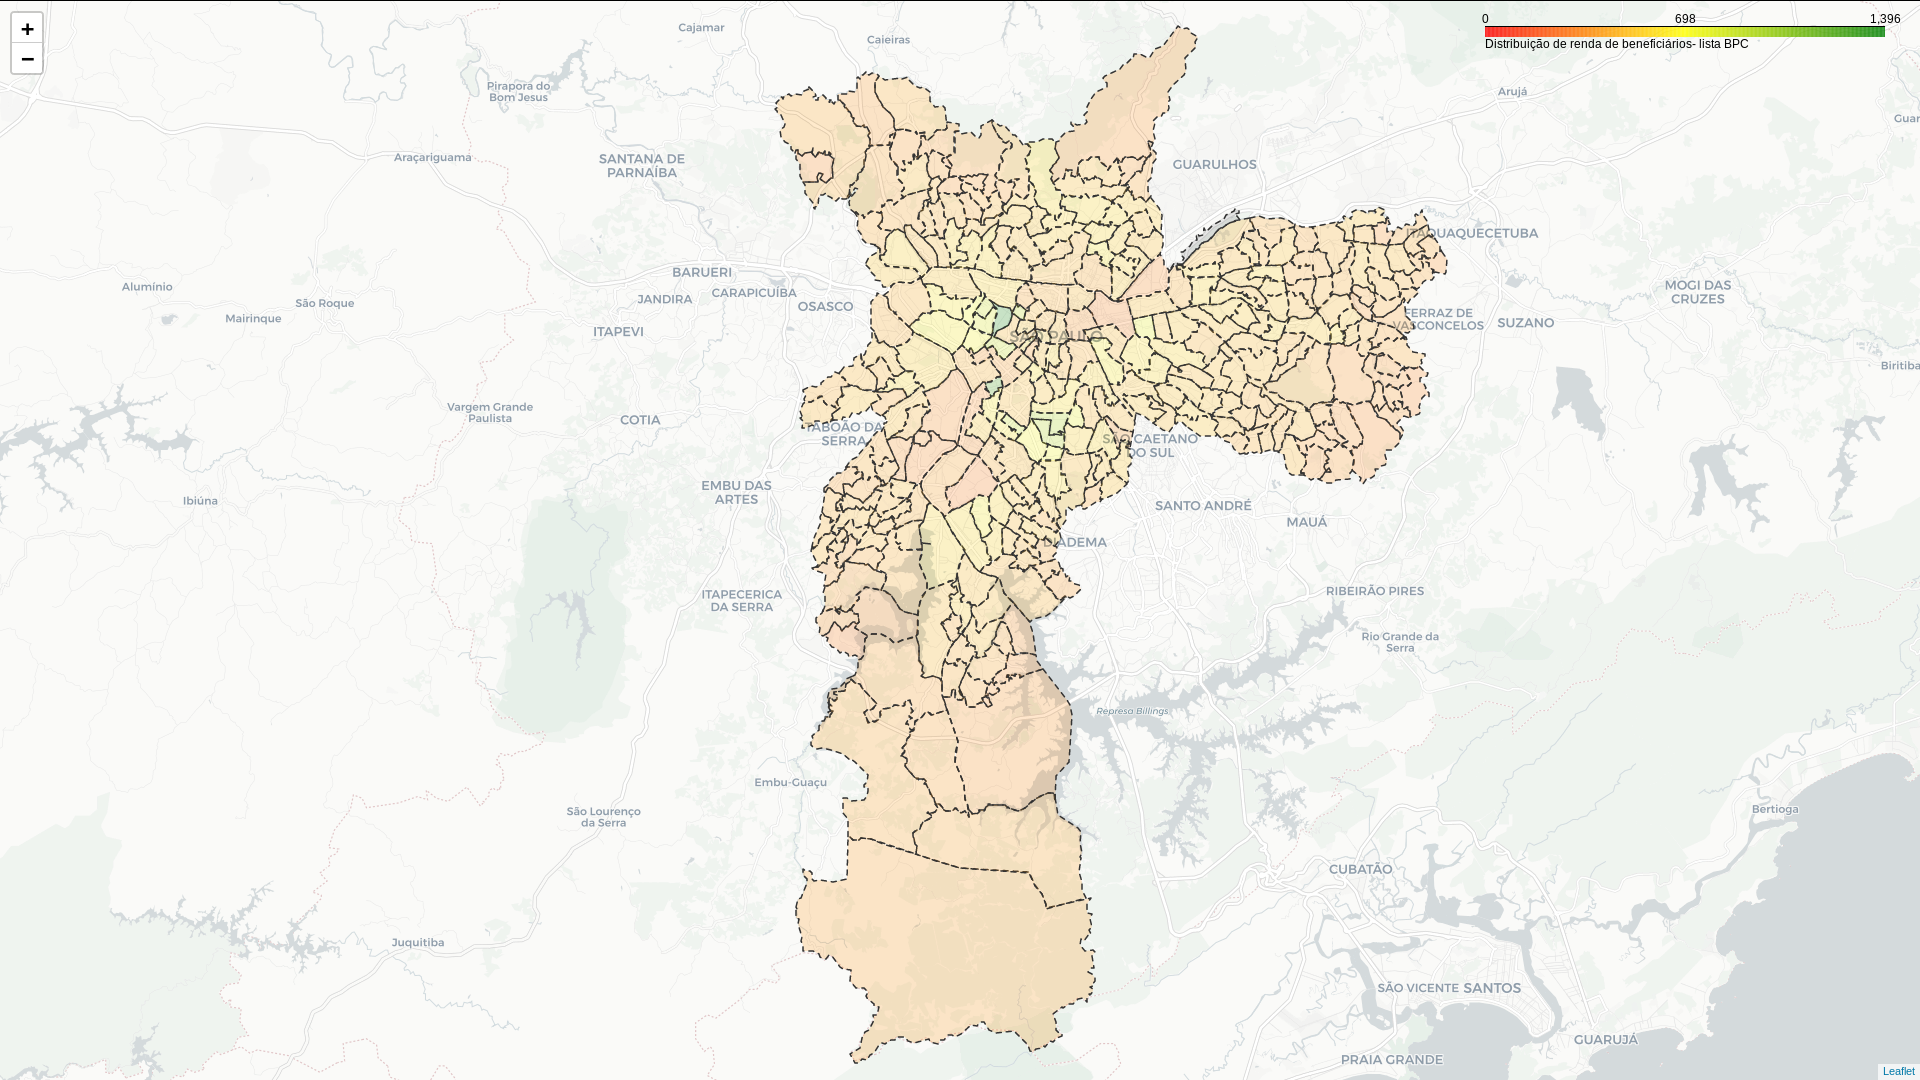 +
−
0 698 1,396
Distribuição de renda de beneficiários- lista BPC
Cajamar
Caieiras
Pirapora do
Bom Jesus
Arujá
Guar
Araçariguama
SANTANA DE
PARNAÍBA
GUARULHOS
ITAQUAQUECETUBA
BARUERI
Alumínio
JANDIRA
CARAPICUÍBA
OSASCO
MOGI DAS
CRUZES
São Roque
Mairinque
ITAPEVI
SÃO PAULO
FERRAZ DE
VASCONCELOS
SUZANO
Biritiba
Vargem Grande
Paulista
COTIA
TABOÃO DA
SERRA
SÃO CAETANO
DO SUL
EMBU DAS
ARTES
Ibiúna
SANTO ANDRÉ
MAUÁ
DIADEMA
ITAPECERICA
DA SERRA
RIBEIRÃO PIRES
Rio Grande da
Serra
Represa Billings
Embu-Guaçu
São Lourenço
da Serra
Bertioga
CUBATÃO
Juquitiba
SÃO VICENTE
SANTOS
GUARUJÁ
PRAIA GRANDE
Leaflet